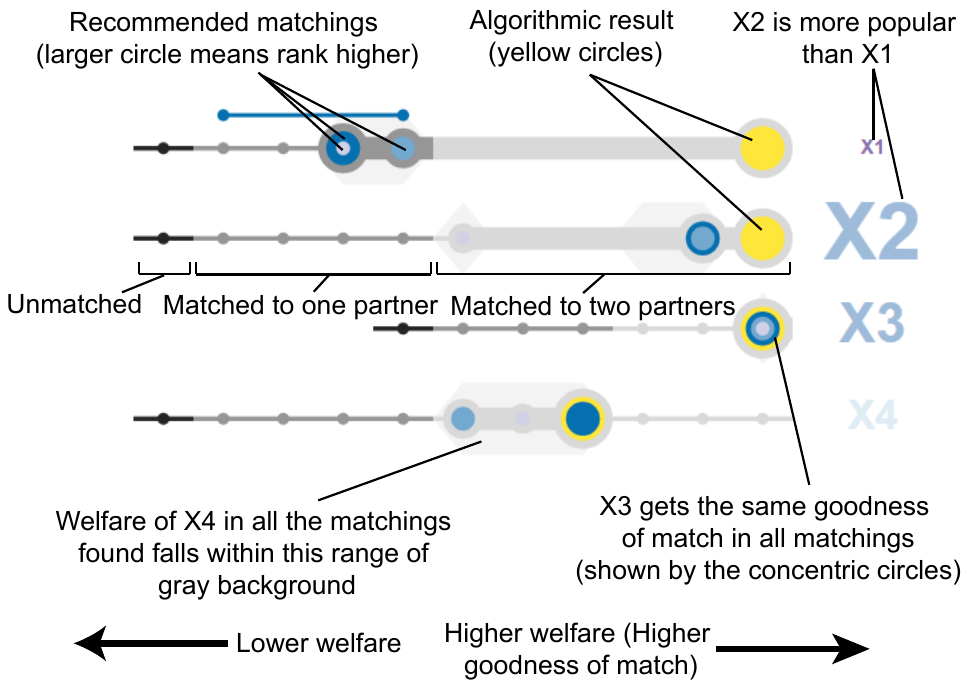 Recommended matchings
(larger circle means rank higher)
Algorithmic result
(yellow circles)
X2 is more popular
than X1
X1
X2
Unmatched
Matched to one partner
Matched to two partners
X3
X4
Welfare of X4 in all the matchings
found falls within this range of
gray background
X3 gets the same goodness
of match in all matchings
(shown by the concentric circles)
Lower welfare
Higher welfare (Higher
goodness of match)